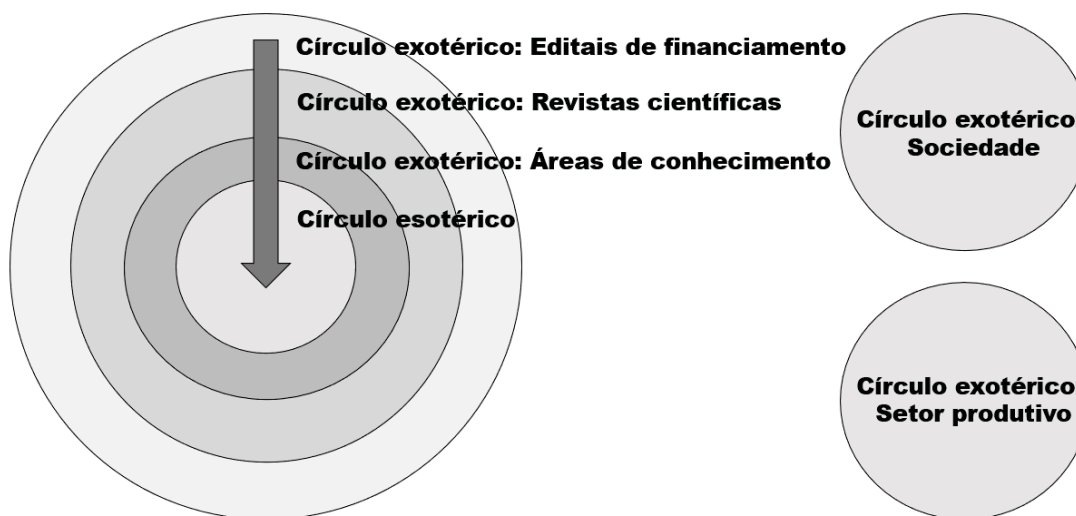 Círculo exotérico: Editais de financiamento
Círculo exotérico: Revistas científicas
Círculo exotérico: Áreas de conhecimento
Círculo esotérico
Círculo exotérico
Sociedade
Círculo exotérico
Setor produtivo